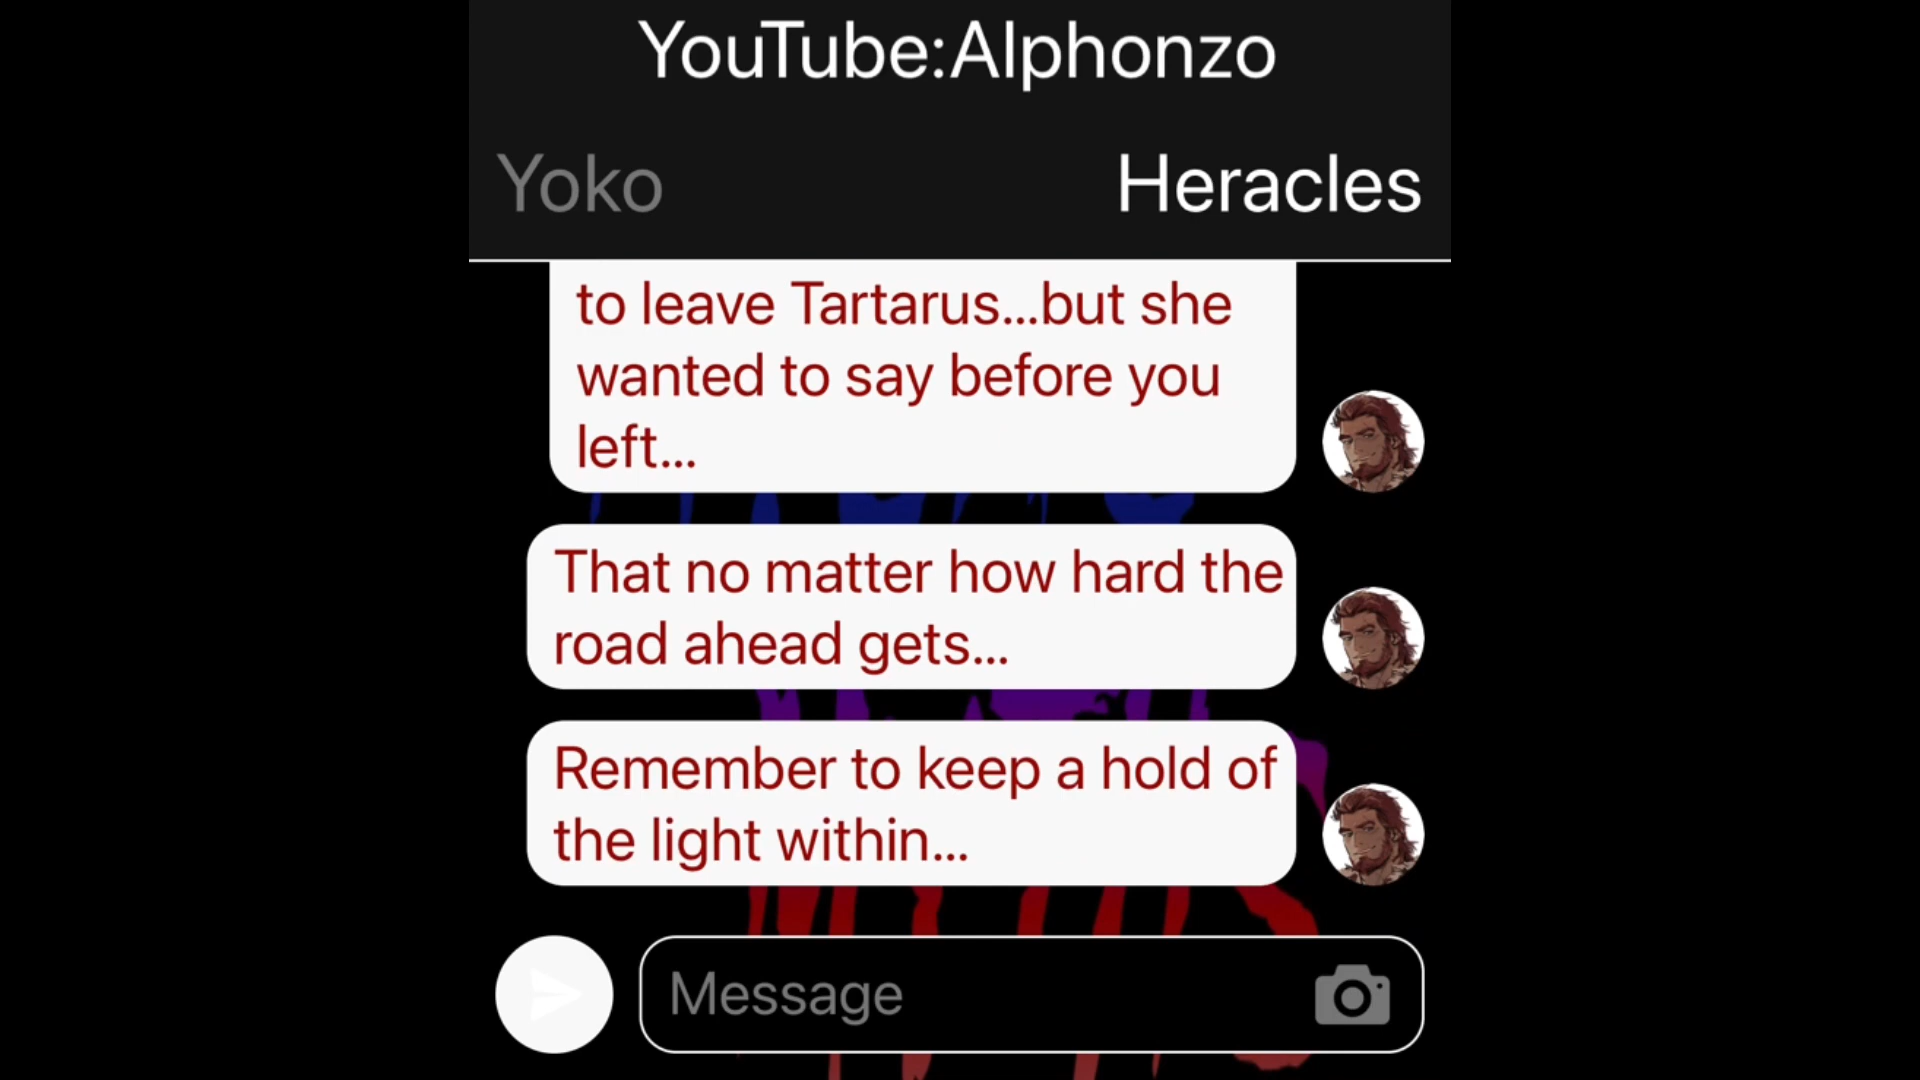 YouTube:Alphonzo
Yoko
Heracles
to leave Tartarus...but she
wanted to say before you
left...
That no matter how hard the
road ahead gets...
Remember to keep a hold of
the light within...
Message